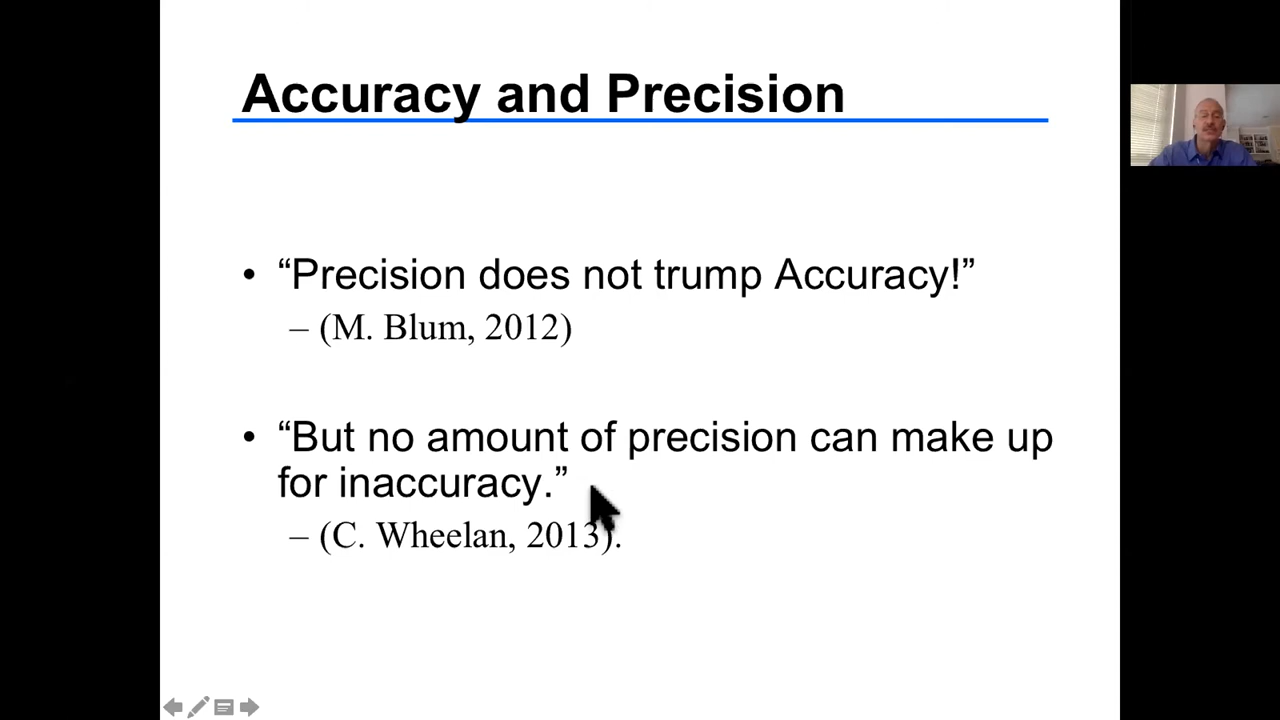 Accuracy and Precision
• “Precision does not trump Accuracy!”
– (M. Blum, 2012)
• “But no amount of precision can make up
for inaccuracy.”
– (C. Wheelan, 2013).